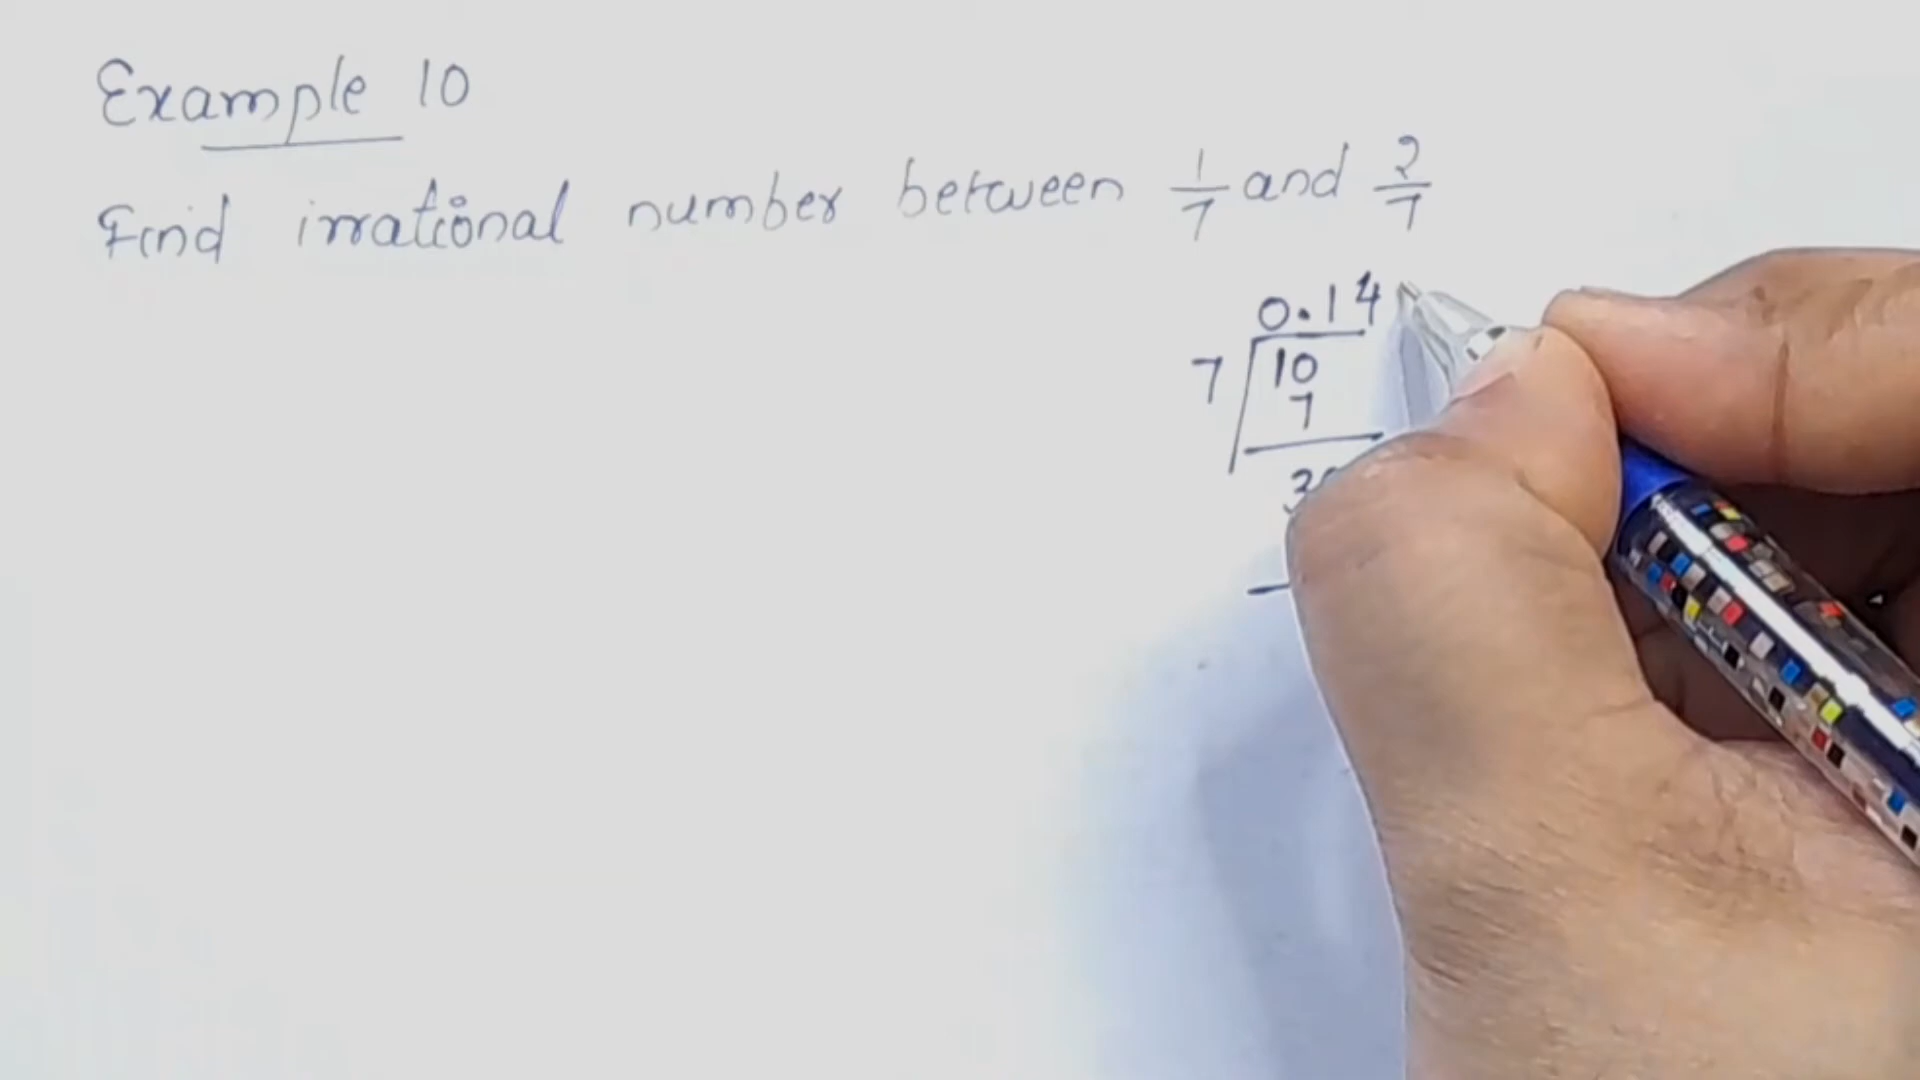 Example 10
Find irrational number between 1/7 and 2/7
0.14
7 10
7